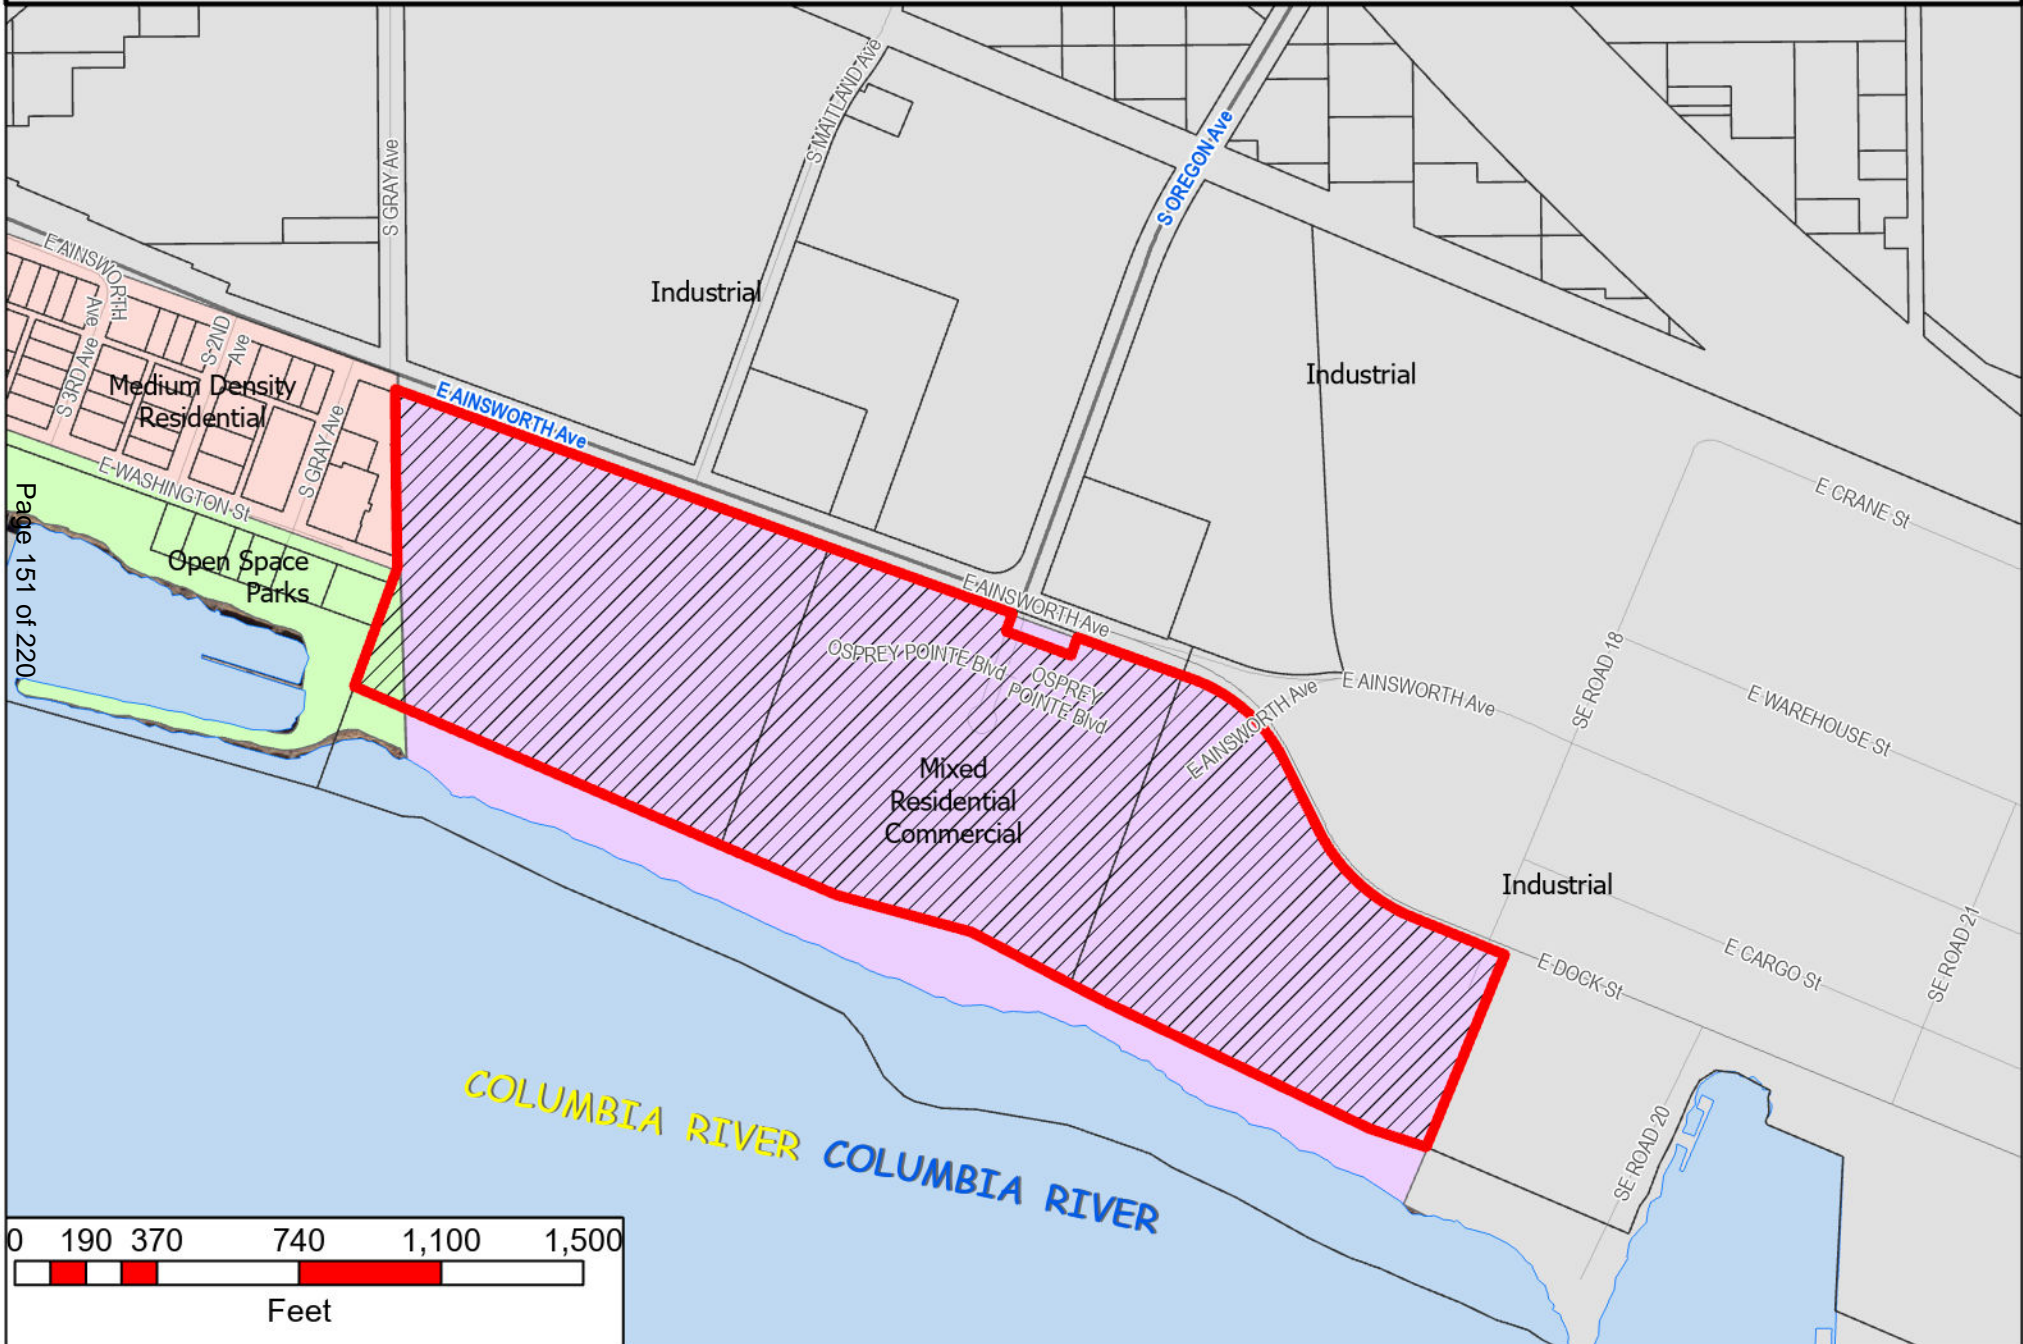 S MAITLAND Ave
S OREGON Ave
S GRAY Ave
E AINSWORTH
Ave
Industrial
S 2ND
Ave
S 3RD Ave
Medium Density
Residential
E AINSWORTH Ave
Industrial
S GRAY Ave
E WASHINGTON St
E CRANE St
Page 151 of 220
Open Space
Parks
E AINSWORTH Ave
OSPREY POINTE Blvd
OSPREY
POINTE Blvd
E AINSWORTH Ave
E AINSWORTH Ave
SE ROAD 18
E WAREHOUSE St
Mixed
Residential
Commercial
Industrial
E DOCK St
E CARGO St
SE ROAD 21
COLUMBIA RIVER
COLUMBIA RIVER
SE ROAD 20
0 190 370 740 1,100 1,500
Feet